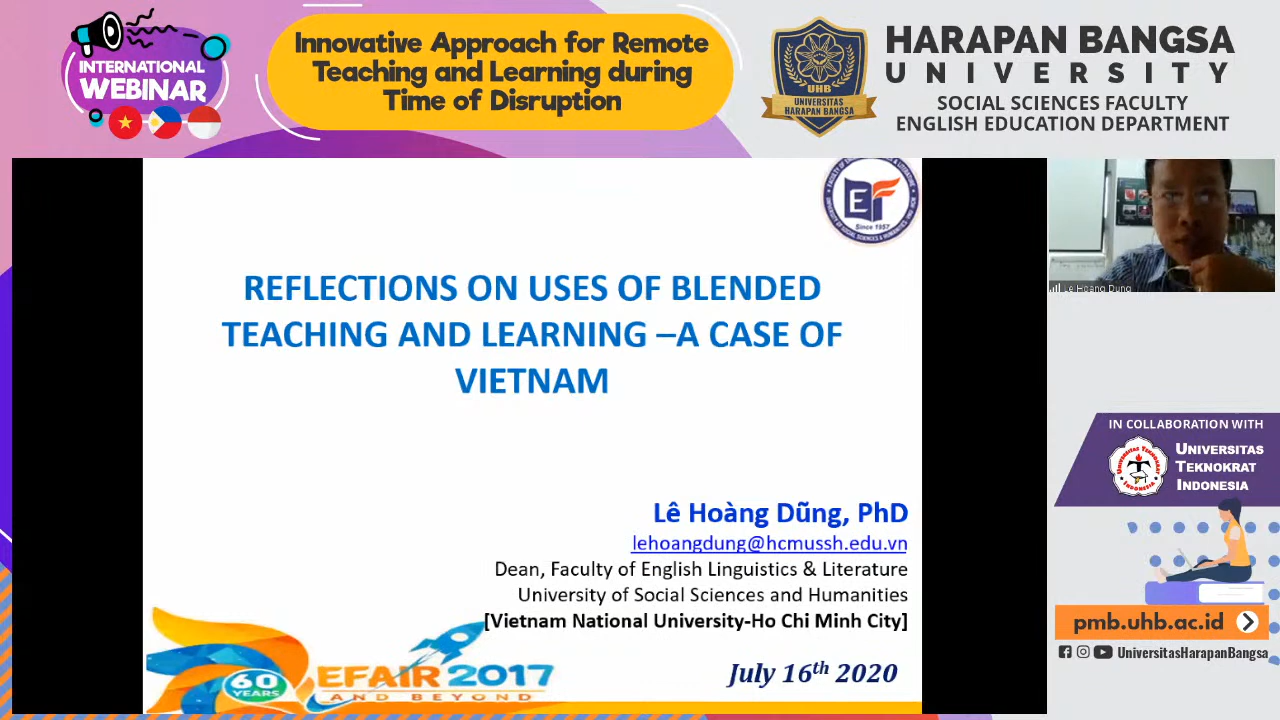 INTERNATIONAL
WEBINAR
Innovative Approach for Remote
Teaching and Learning during
Time of Disruption
UHB
UNIVERSITAS
HARAPAN BANGSA
HARAPAN BANGSA
UNIVERSITY
SOCIAL SCIENCES FACULTY
ENGLISH EDUCATION DEPARTMENT
EF
Since 1957
REFLECTIONS ON USES OF BLENDED
TEACHING AND LEARNING –A CASE OF
VIETNAM
Lê Hoàng Dũng, PhD
lehoangdung@hcmussh.edu.vn
Dean, Faculty of English Linguistics & Literature
University of Social Sciences and Humanities
[Vietnam National University-Ho Chi Minh City]
July 16th 2020
60
YEARS
EFAIR 2017
AND BEYOND
Le Hoang Dung
IN COLLABORATION WITH
UNIVERSITAS
TEKNOKRAT
INDONESIA
pmb.uhb.ac.id
UniversitasHarapanBangsa